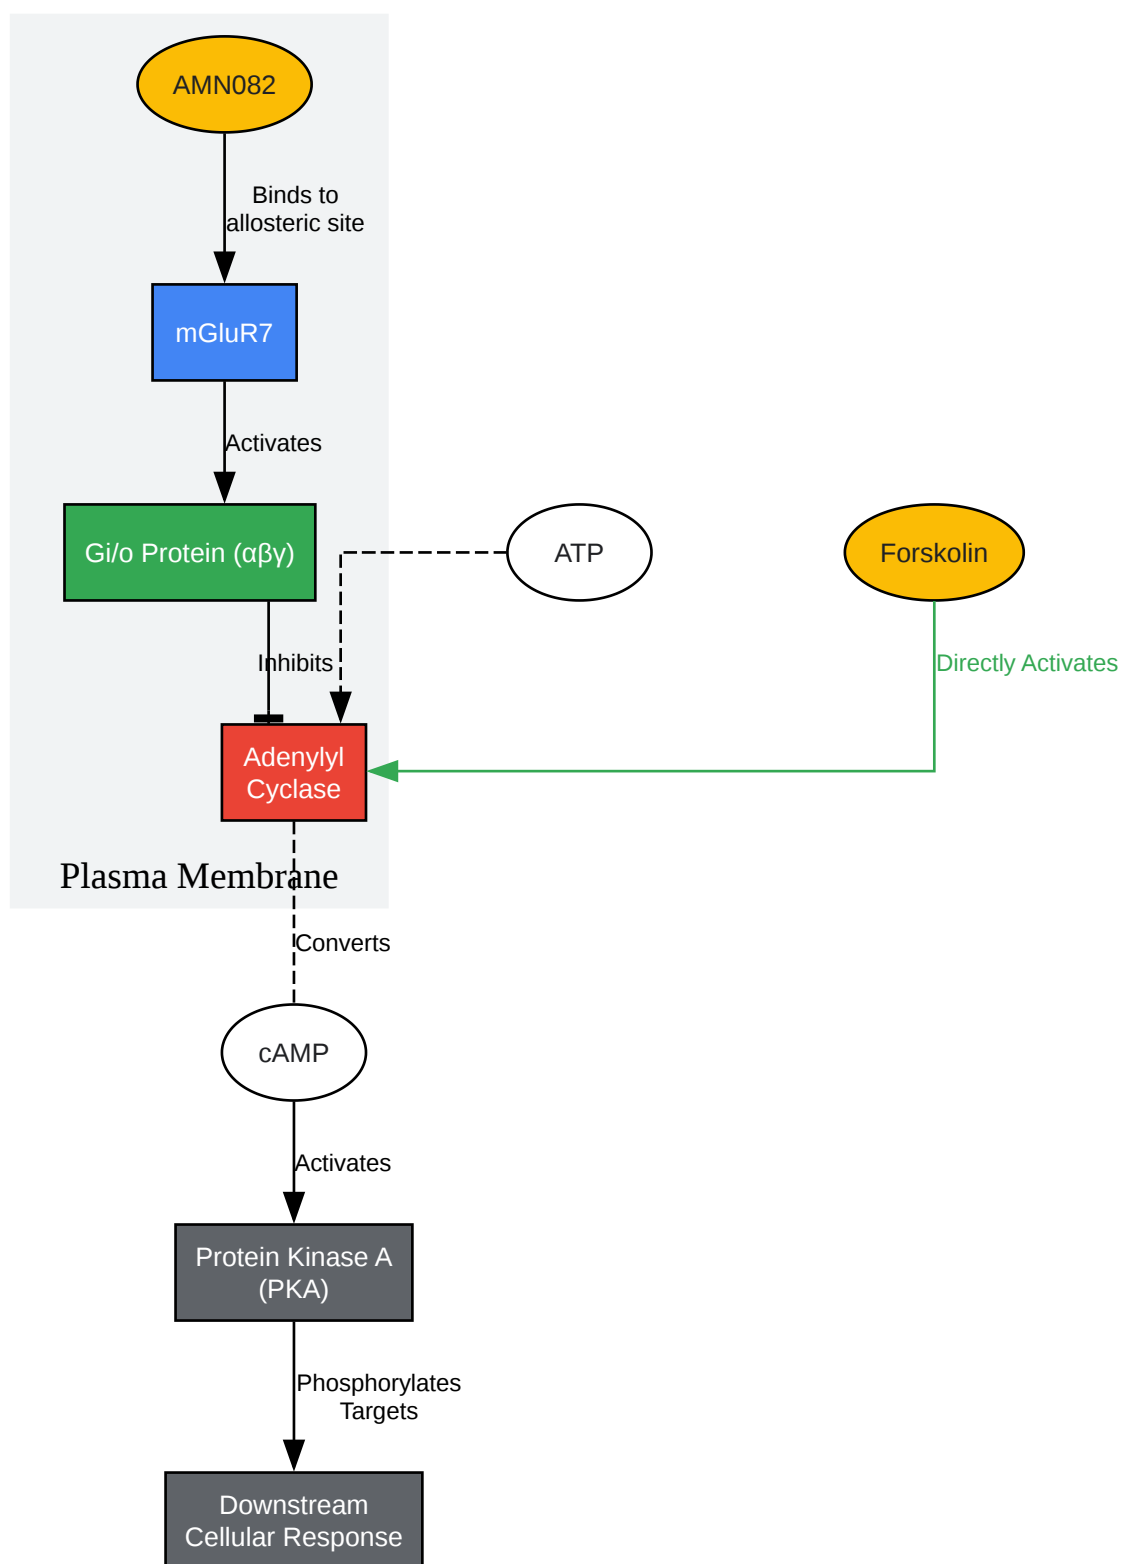 AMN082
Binds to
allosteric site
mGluR7
Activates
Gi/o Protein (αβγ)
ATP
Forskolin
Inhibits
Directly Activates
Adenylyl
Cyclase
Plasma Membrane
Converts
cAMP
Activates
Protein Kinase A
(PKA)
Phosphorylates
Targets
Downstream
Cellular Response